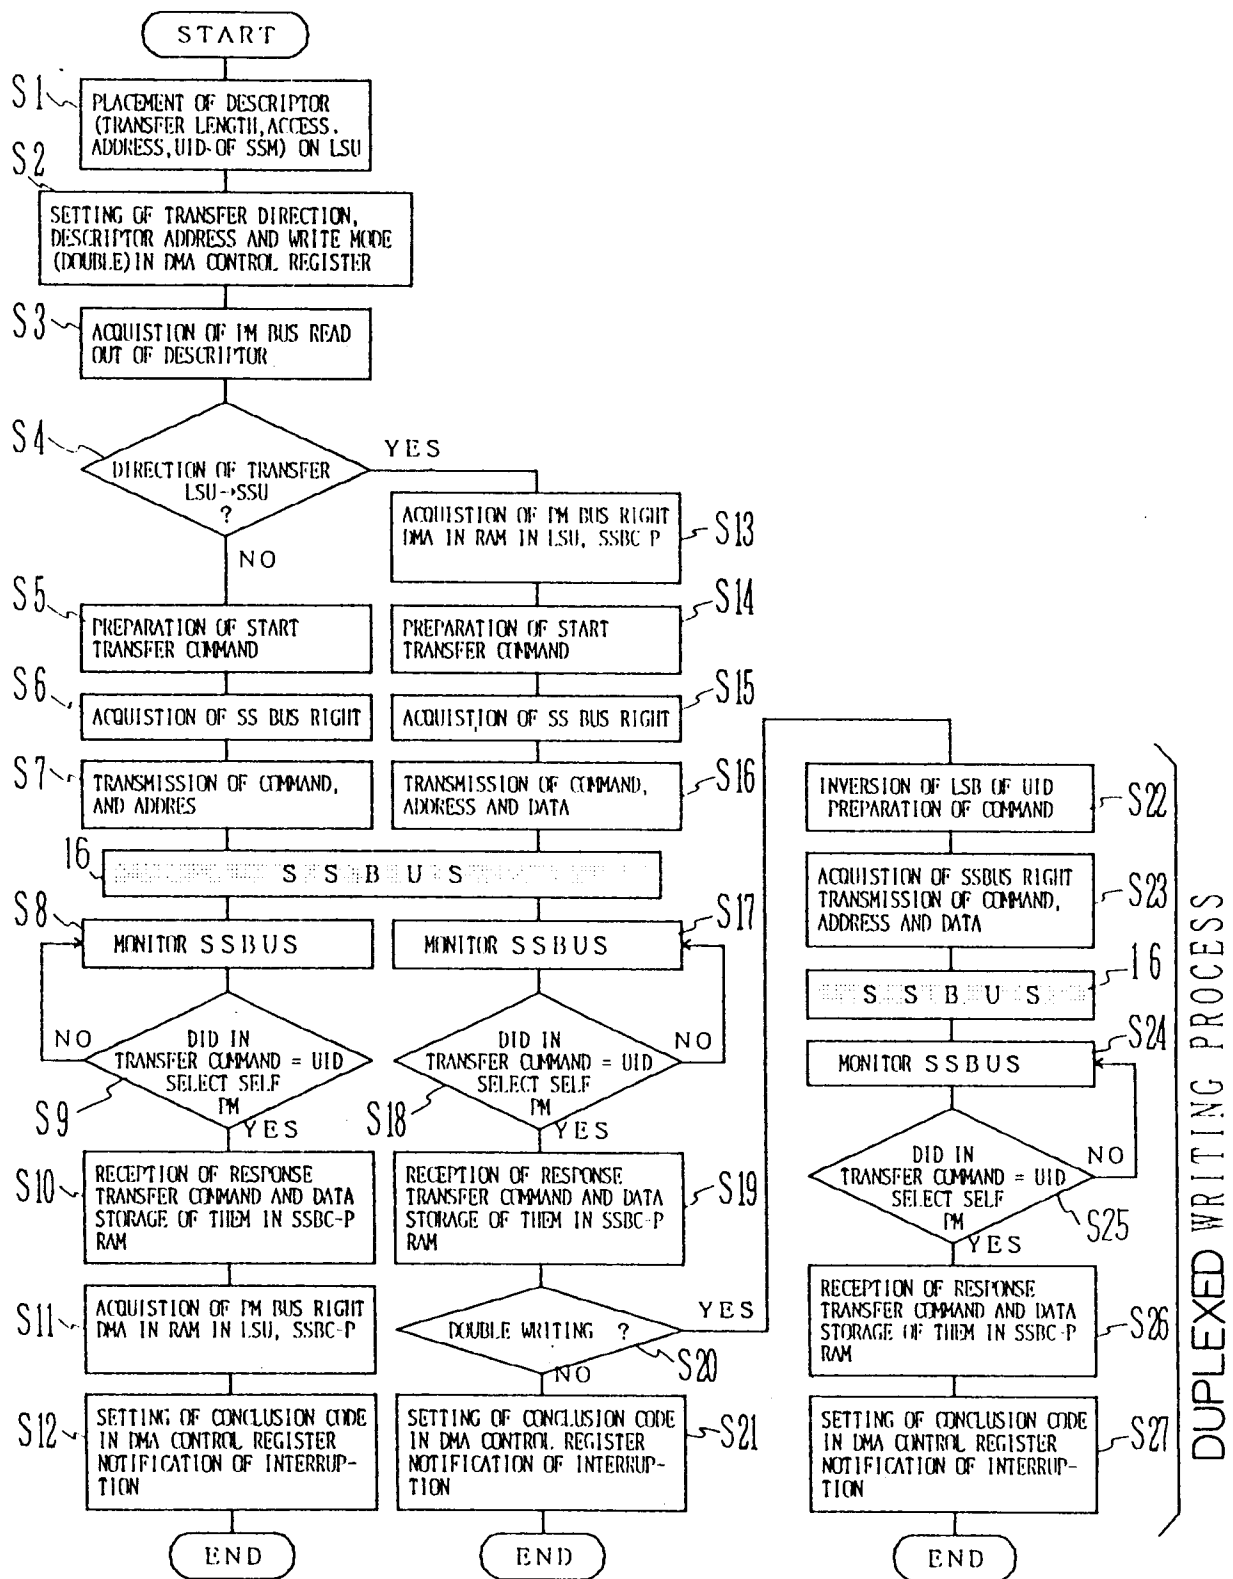 START
S1
PLACEMENT OF DESCRIPTOR
(TRANSFER LENGTH, ACCESS.
ADDRESS, UID-OF SSM) ON LSU
S2
SETTING OF TRANSFER DIRECTION,
DESCRIPTOR ADDRESS AND WRITE MODE
(DOUBLE) IN DMA CONTROL REGISTER
S3
ACQUISTION OF PM BUS READ
OUT OF DESCRIPTOR
S4
DIRECTION OF TRANSFER
LSU→SSU
?
YES
NO
S5
PREPARATION OF START
TRANSFER COMMAND
S6
ACQUISTION OF SS BUS RIGHT
S7
TRANSMISSION OF COMMAND,
AND ADDRES
16
SSBUS
S8
MONITOR SSBUS
NO
DID IN
TRANSFER COMMAND = UID
SELECT SELF
PM
S9
YES
S10
RECEPTION OF RESPONSE
TRANSFER COMMAND AND DATA
STORAGE OF THEM IN SSBC-P
RAM
S11
ACQUISTION OF PM BUS RIGHT
DMA IN RAM IN LSU, SSBC-P
S12
SETTING OF CONCLUSION CODE
IN DMA CONTROL REGISTER
NOTIFICATION OF INTERRUP-
TION
END
ACQUISTION OF PM BUS RIGHT
DMA IN RAM IN LSU, SSBC P
S13
S14
PREPARATION OF START
TRANSFER COMMAND
S15
ACQUISTION OF SS BUS RIGHT
TRANSMISSION OF COMMAND,
ADDRESS AND DATA
S16
S17
MONITOR SSBUS
DID IN
TRANSFER COMMAND = UID
SELECT SELF
PM
NO
S18
YES
RECEPTION OF RESPONSE
TRANSFER COMMAND AND DATA
STORAGE OF THEM IN SSBC-P
RAM
S19
DOUBLE WRITING ?
YES
S20
NO
SETTING OF CONCLUSION CODE
IN DMA CONTROL REGISTER
NOTIFICATION OF INTERRUP-
TION
S21
END
INVERSION OF LSB OF UID
PREPARATION OF COMMAND
S22
ACQUISTION OF SSBUS RIGHT
TRANSMISSION OF COMMAND,
ADDRESS AND DATA
S23
16
SSBUS
S24
MONITOR SSBUS
DID IN
TRANSFER COMMAND = UID
SELECT SELF
PM
NO
S25
YES
RECEPTION OF RESPONSE
TRANSFER COMMAND AND DATA
STORAGE OF THEM IN SSBC-P
RAM
S26
SETTING OF CONCLUSION CODE
IN DMA CONTROL REGISTER
NOTIFICATION OF INTERRUP-
TION
S27
END
DUPLEXED WRITING PROCESS